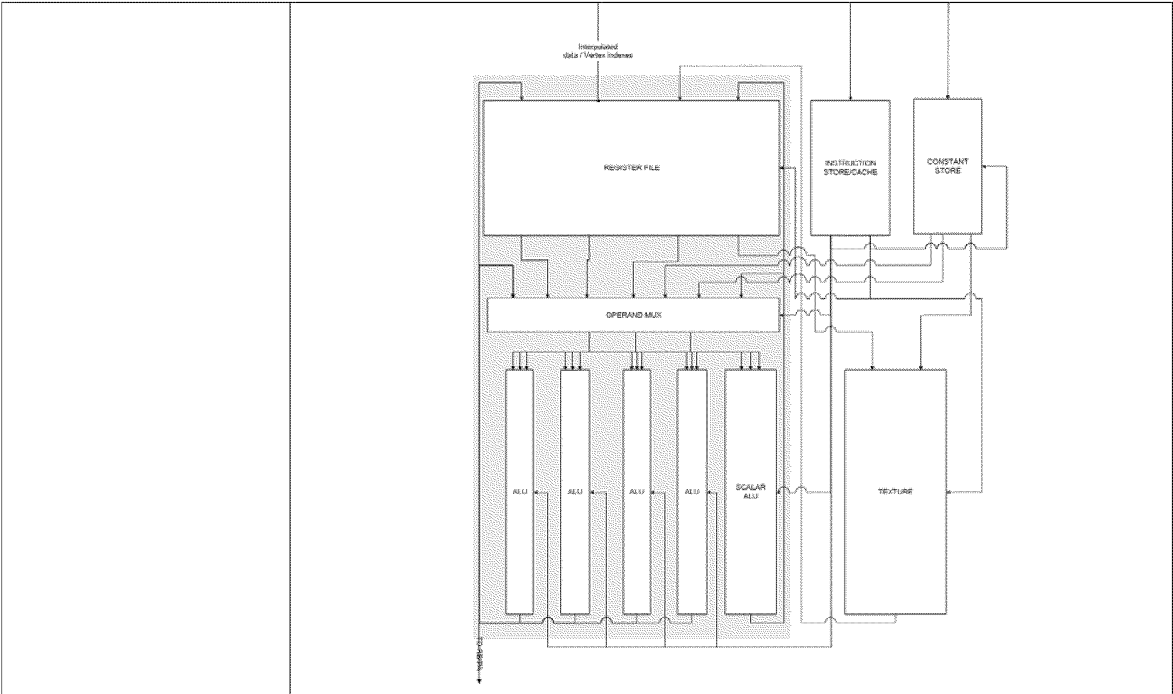 Interpolated
data / Vertex indexes
REGISTER FILE
INSTRUCTION
STORE/CACHE
CONSTANT
STORE
OPERAND MUX
ALU
ALU
ALU
ALU
SCALAR
ALU
TEXTURE